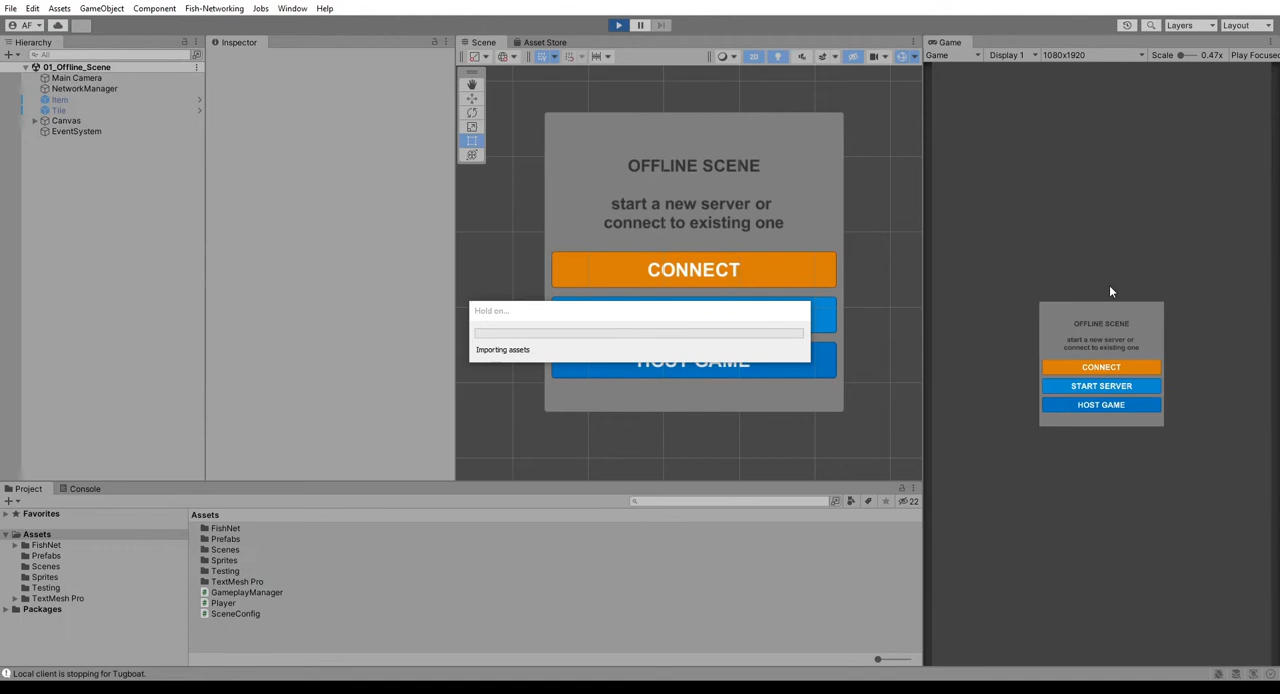 File Edit Assets GameObject Component Fish-Networking Jobs Window Help
AF
Layers
Layout
Hierarchy
Inspector
Scene
Asset Store
Game
All
2D
Game
Display 1
1080x1920
Scale
0.47x
Play Focused
01_Offline_Scene
Main Camera
NetworkManager
Item
Tile
Canvas
EventSystem
OFFLINE SCENE
start a new server or
connect to existing one
CONNECT
Hold on...
Importing assets
HOST GAME
OFFLINE SCENE
start a new server or
connect to existing one
CONNECT
START SERVER
HOST GAME
Project
Console
22
Favorites
Assets
FishNet
Prefabs
Scenes
Sprites
Testing
TextMesh Pro
Packages
Assets
FishNet
Prefabs
Scenes
Sprites
Testing
TextMesh Pro
GameplayManager
Player
SceneConfig
Local client is stopping for Tugboat.